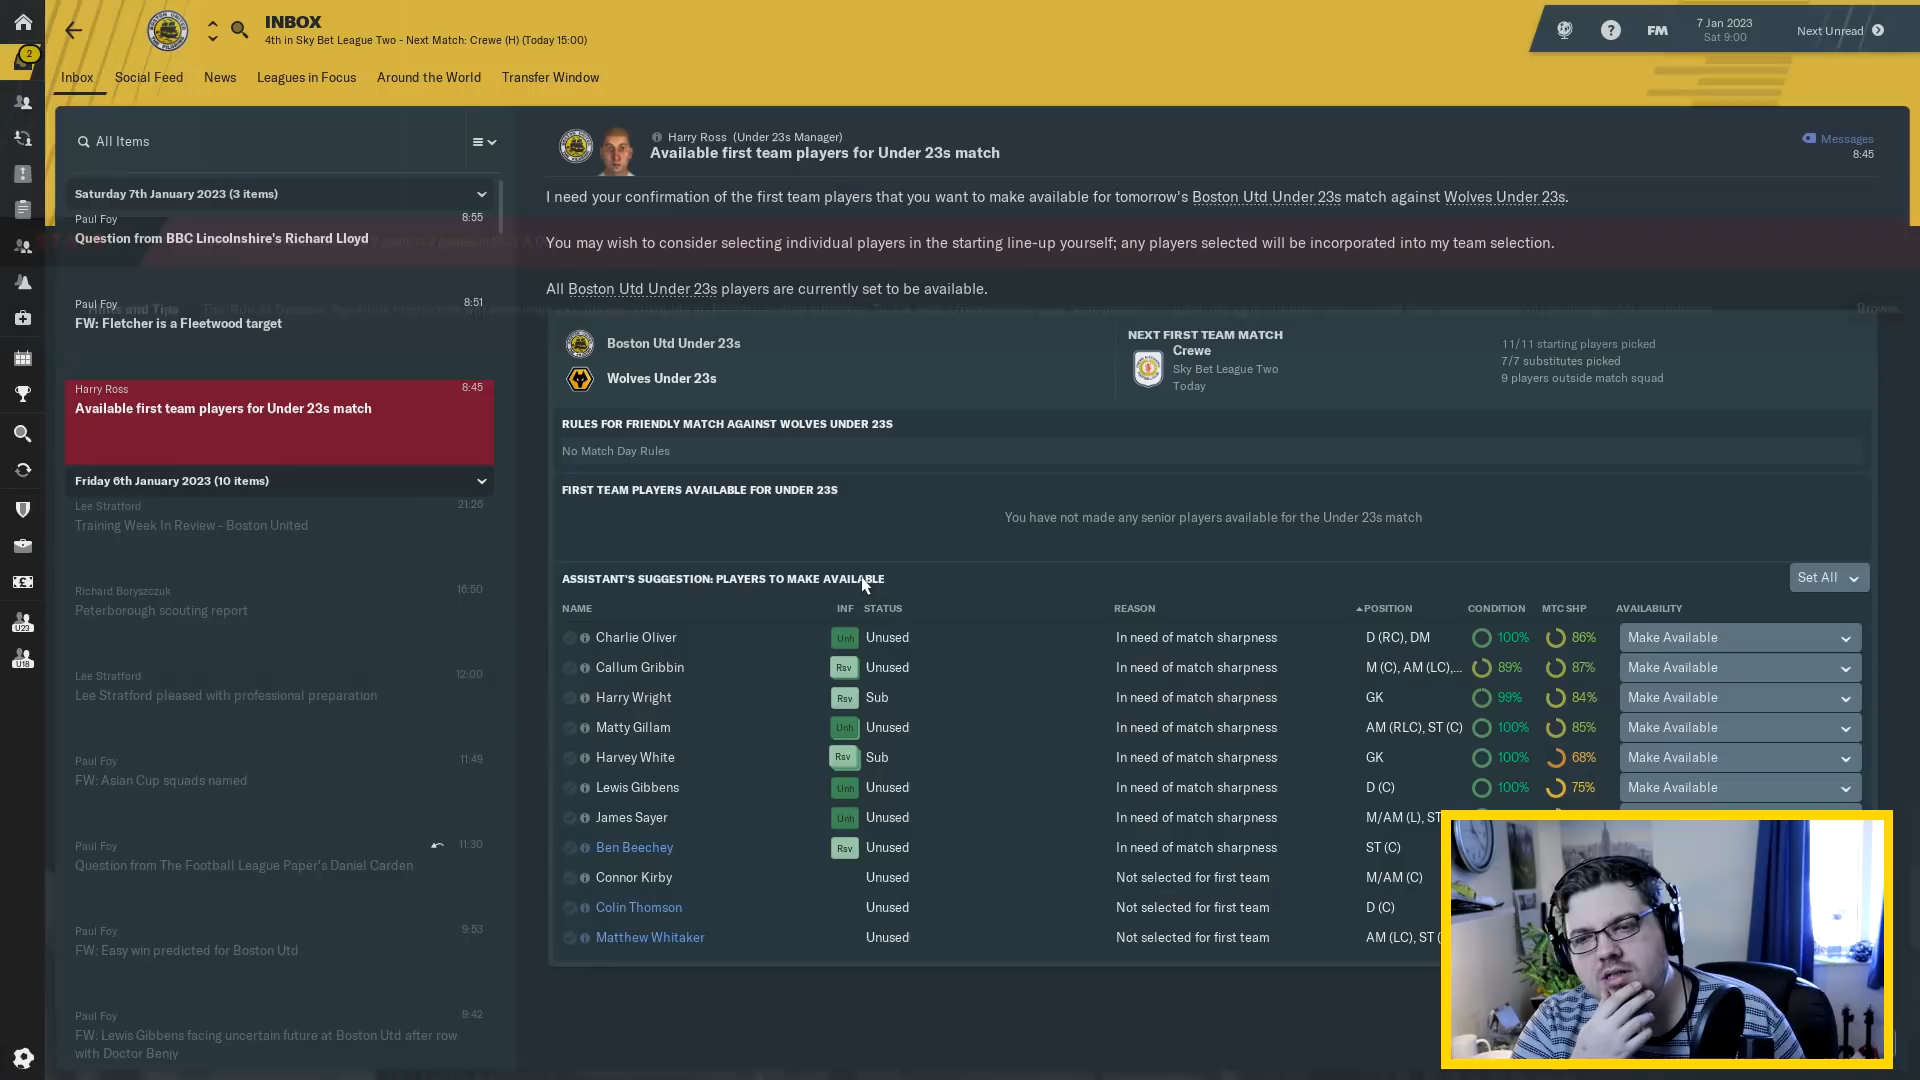 INBOX
4th in Sky Bet League Two - Next Match: Crewe (H) (Today 15:00)
FM
7 Jan 2023
Sat 9:00
Next Unread
2
Inbox
Social Feed
News
Leagues in Focus
Around the World
Transfer Window
All Items
Saturday 7th January 2023 (3 items)
Paul Foy 8:55
Question from BBC Lincolnshire's Richard Lloyd
Paul Foy 8:51
FW: Fletcher is a Fleetwood target
Harry Ross 8:45
Available first team players for Under 23s match
Friday 6th January 2023 (10 items)
Lee Stratford 21:26
Training Week In Review - Boston United
Richard Boryszczuk 16:50
Peterborough scouting report
Lee Stratford 12:00
Lee Stratford pleased with professional preparation
Paul Foy 11:49
FW: Asian Cup squads named
Paul Foy 11:30
Question from The Football League Paper's Daniel Carden
Paul Foy 9:53
FW: Easy win predicted for Boston Utd
Paul Foy 9:42
FW: Lewis Gibbens facing uncertain future at Boston Utd after row
with Doctor Benjy
U23
U18
Harry Ross (Under 23s Manager)
Available first team players for Under 23s match
Messages
8:45
I need your confirmation of the first team players that you want to make available for tomorrow's Boston Utd Under 23s match against Wolves Under 23s.
You may wish to consider selecting individual players in the starting line-up yourself; any players selected will be incorporated into my team selection.
All Boston Utd Under 23s players are currently set to be available.
Hints and Tips
Browse
Boston Utd Under 23s
Wolves Under 23s
NEXT FIRST TEAM MATCH
Crewe
Sky Bet League Two
Today
11/11 starting players picked
7/7 substitutes picked
9 players outside match squad
RULES FOR FRIENDLY MATCH AGAINST WOLVES UNDER 23S
No Match Day Rules
FIRST TEAM PLAYERS AVAILABLE FOR UNDER 23S
You have not made any senior players available for the Under 23s match
ASSISTANT'S SUGGESTION: PLAYERS TO MAKE AVAILABLE
Set All
NAME INF STATUS REASON POSITION CONDITION MTC SHP AVAILABILITY
Charlie Oliver Unh Unused In need of match sharpness D (RC), DM 100% 86% Make Available
Callum Gribbin Rsv Unused In need of match sharpness M (C), AM (LC),... 89% 87% Make Available
Harry Wright Rsv Sub In need of match sharpness GK 99% 84% Make Available
Matty Gillam Unh Unused In need of match sharpness AM (RLC), ST (C) 100% 85% Make Available
Harvey White Rsv Sub In need of match sharpness GK 100% 68% Make Available
Lewis Gibbens Unh Unused In need of match sharpness D (C) 100% 75% Make Available
James Sayer Unh Unused In need of match sharpness M/AM (L), ST
Ben Beechey Rsv Unused In need of match sharpness ST (C)
Connor Kirby Unused Not selected for first team M/AM (C)
Colin Thomson Unused Not selected for first team D (C)
Matthew Whitaker Unused Not selected for first team AM (LC), ST (